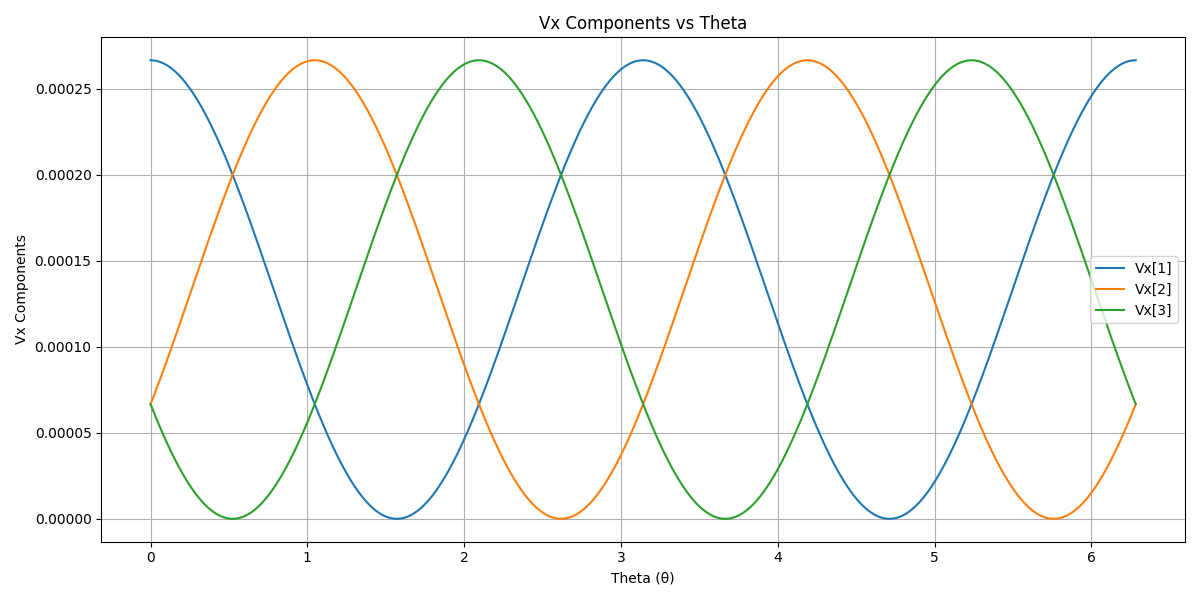 Vx Components vs Theta
Vx Components
0.00025
0.00020
0.00015
0.00010
0.00005
0.00000
Vx[1]
Vx[2]
Vx[3]
0 1 2 3 4 5 6
Theta (θ)